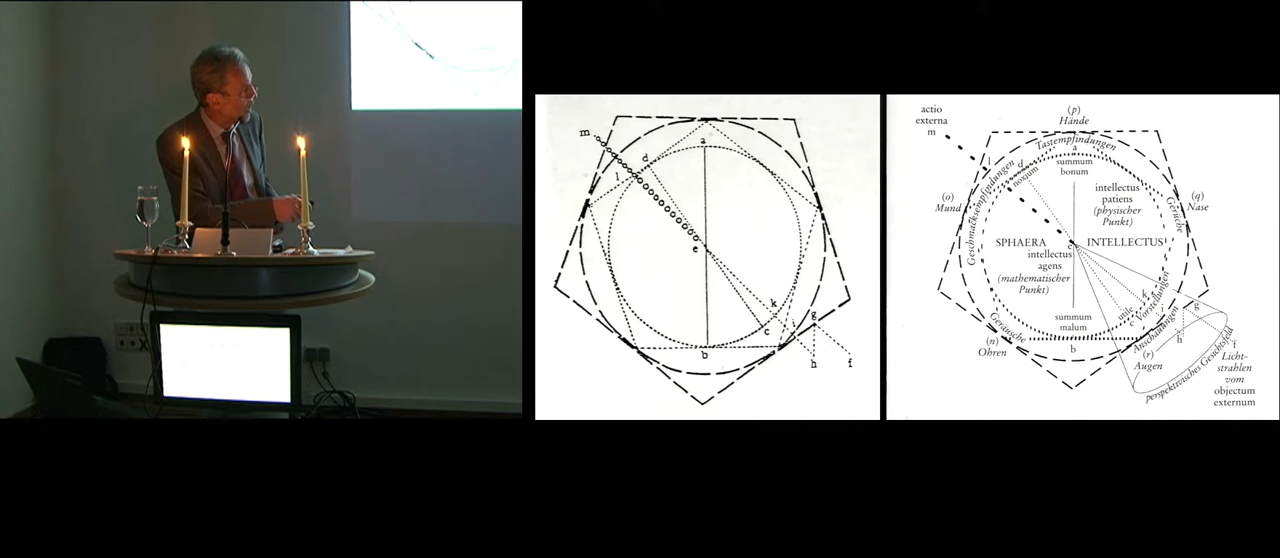 m
d
a
l
e
k
c
i
g
b
h
f
actio
externa
m
(p)
Hände
Tastempfindungen
l
d
a
noxium
summum
bonum
Geschmacksempfindungen
(o)
Mund
intellectus
patiens
(physischer
Punkt)
Gerüche
(q)
Nase
SPHAERA
e
INTELLECTUS
intellectus
agens
(mathematischer
Punkt)
k
Vorstellungen
utile
c
i
g
summum
malum
Geräusche
(n)
Ohren
b
Anschauungen
h
(r)
Augen
perspektivisches Gesichtsfeld
f
Licht-
strahlen
vom
objectum
externum